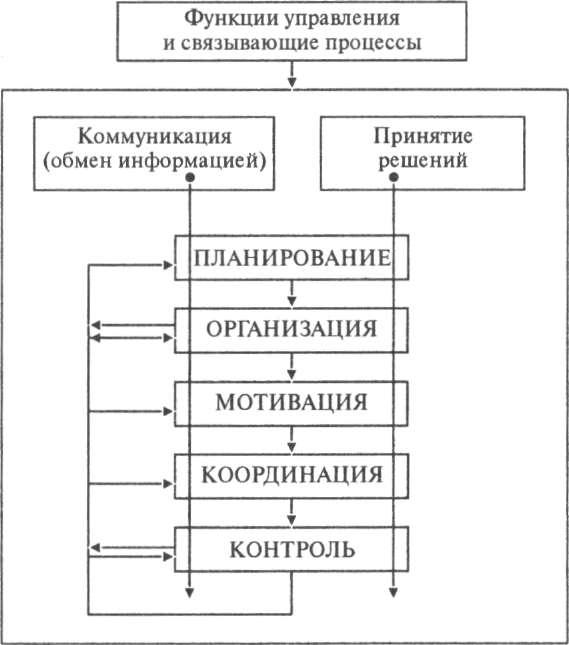 Функции управления
и связывающие процессы
Коммуникация
(обмен информацией)
Принятие
решений
ПЛАНИРОВАНИЕ
ОРГАНИЗАЦИЯ
МОТИВАЦИЯ
КООРДИНАЦИЯ
КОНТРОЛЬ